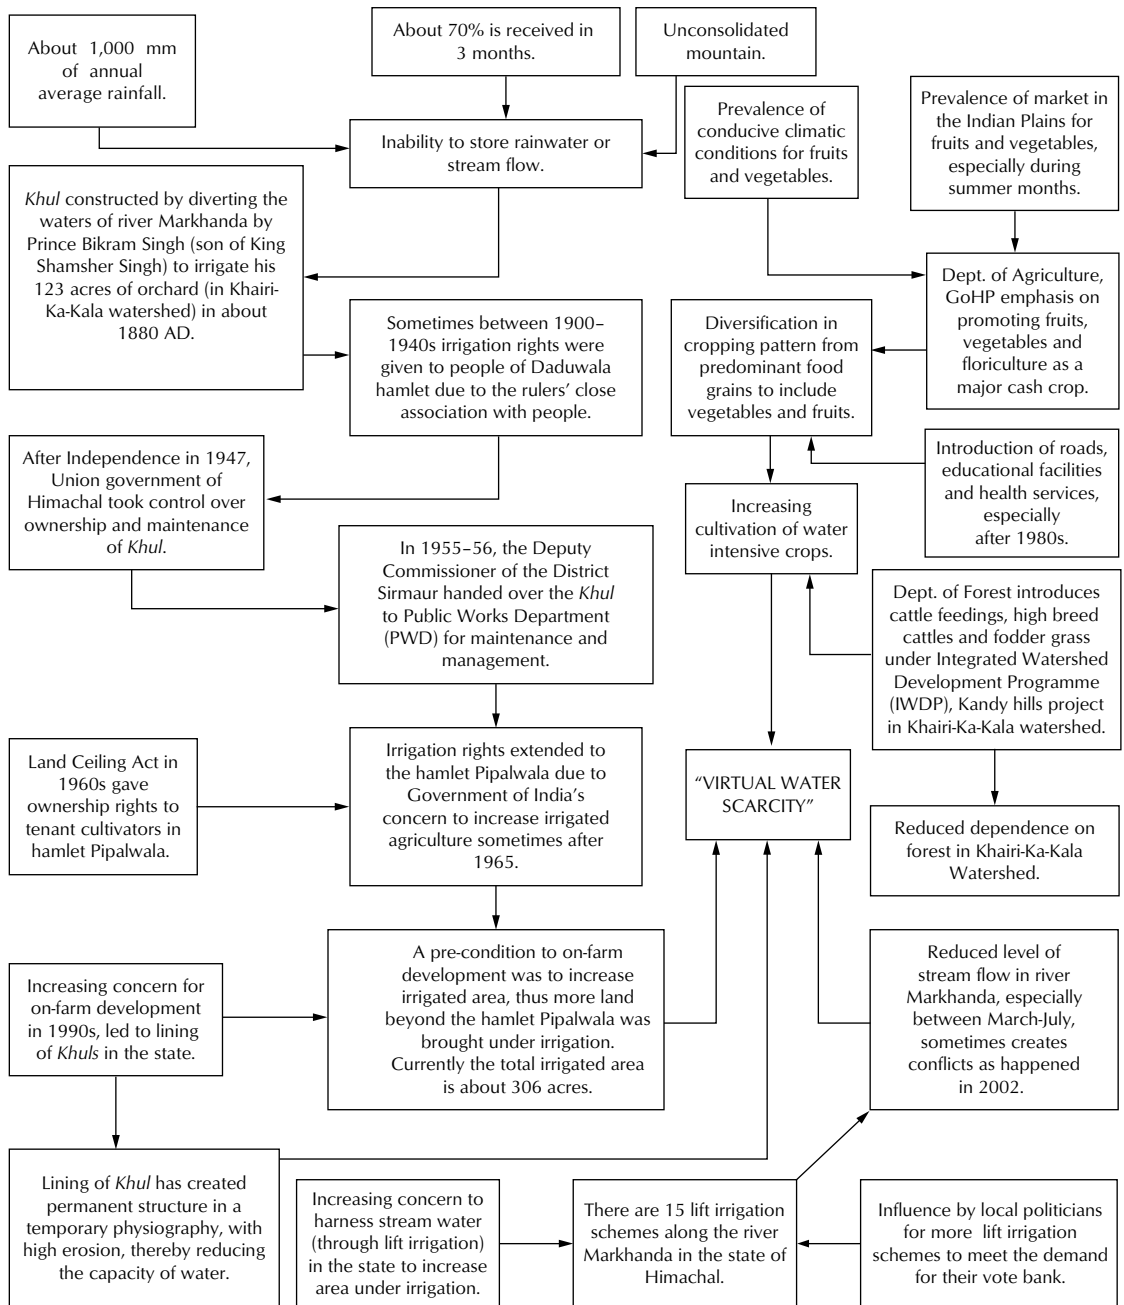 About 1,000 mm
of annual
average rainfall.
About 70% is received in
3 months.
Unconsolidated
mountain.
Inability to store rainwater or
stream flow.
Prevalence of
conducive climatic
conditions for fruits
and vegetables.
Prevalence of market in
the Indian Plains for
fruits and vegetables,
especially during
summer months.
Khul constructed by diverting the
waters of river Markhanda by
Prince Bikram Singh (son of King
Shamsher Singh) to irrigate his
123 acres of orchard (in Khairi-
Ka-Kala watershed) in about
1880 AD.
Sometimes between 1900–
1940s irrigation rights were
given to people of Daduwala
hamlet due to the rulers’ close
association with people.
Diversification in
cropping pattern from
predominant food
grains to include
vegetables and fruits.
Dept. of Agriculture,
GoHP emphasis on
promoting fruits,
vegetables and
floriculture as a
major cash crop.
After Independence in 1947,
Union government of
Himachal took control over
ownership and maintenance
of Khul.
Increasing
cultivation of water
intensive crops.
Introduction of roads,
educational facilities
and health services,
especially
after 1980s.
In 1955–56, the Deputy
Commissioner of the District
Sirmaur handed over the Khul
to Public Works Department
(PWD) for maintenance and
management.
Dept. of Forest introduces
cattle feedings, high breed
cattles and fodder grass
under Integrated Watershed
Development Programme
(IWDP), Kandy hills project
in Khairi-Ka-Kala watershed.
Land Ceiling Act in
1960s gave
ownership rights to
tenant cultivators in
hamlet Pipalwala.
Irrigation rights extended to
the hamlet Pipalwala due to
Government of India’s
concern to increase irrigated
agriculture sometimes after
1965.
“VIRTUAL WATER
SCARCITY”
Reduced dependence on
forest in Khairi-Ka-Kala
Watershed.
Increasing concern for
on-farm development
in 1990s, led to lining
of Khuls in the state.
A pre-condition to on-farm
development was to increase
irrigated area, thus more land
beyond the hamlet Pipalwala was
brought under irrigation.
Currently the total irrigated area
is about 306 acres.
Reduced level of
stream flow in river
Markhanda, especially
between March-July,
sometimes creates
conflicts as happened
in 2002.
Lining of Khul has created
permanent structure in a
temporary physiography, with
high erosion, thereby reducing
the capacity of water.
Increasing concern to
harness stream water
(through lift irrigation)
in the state to increase
area under irrigation.
There are 15 lift irrigation
schemes along the river
Markhanda in the state of
Himachal.
Influence by local politicians
for more lift irrigation
schemes to meet the demand
for their vote bank.